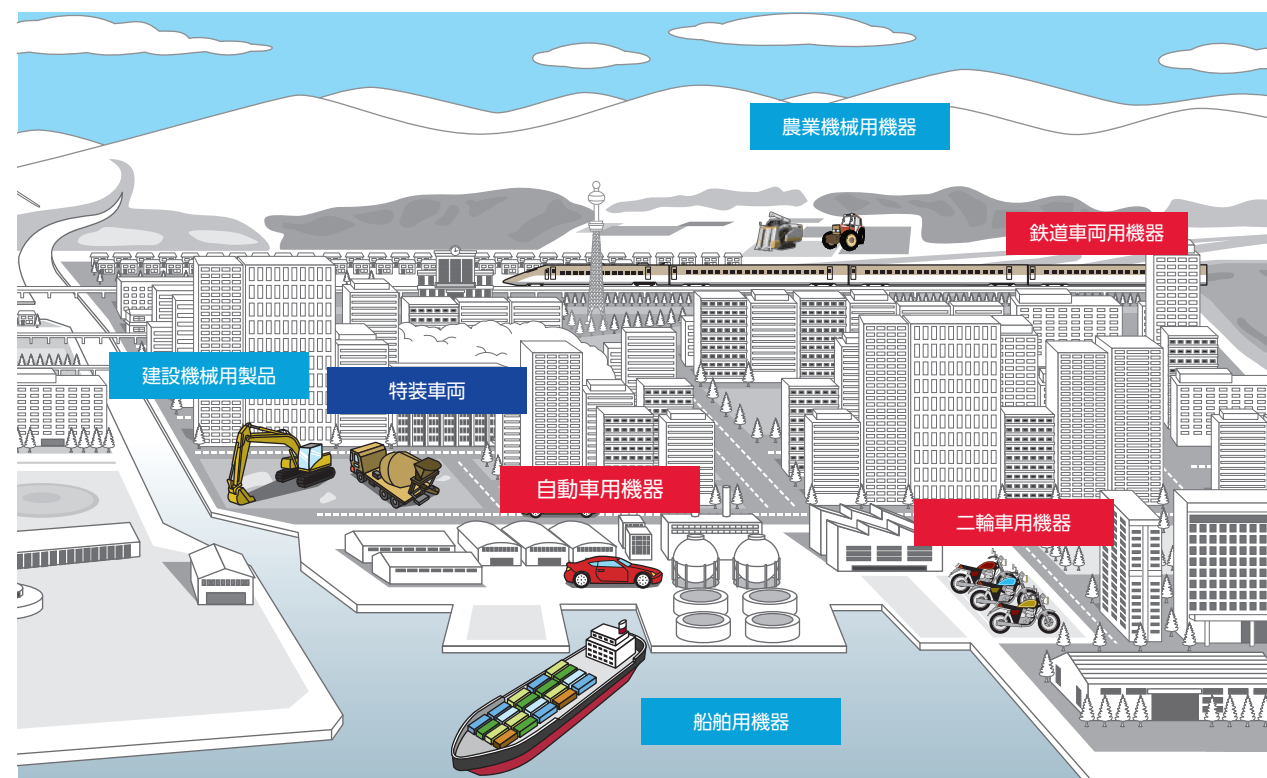 農業機械用機器
鉄道車両用機器
建設機械用製品
特装車両
自動車用機器
二輪車用機器
船舶用機器